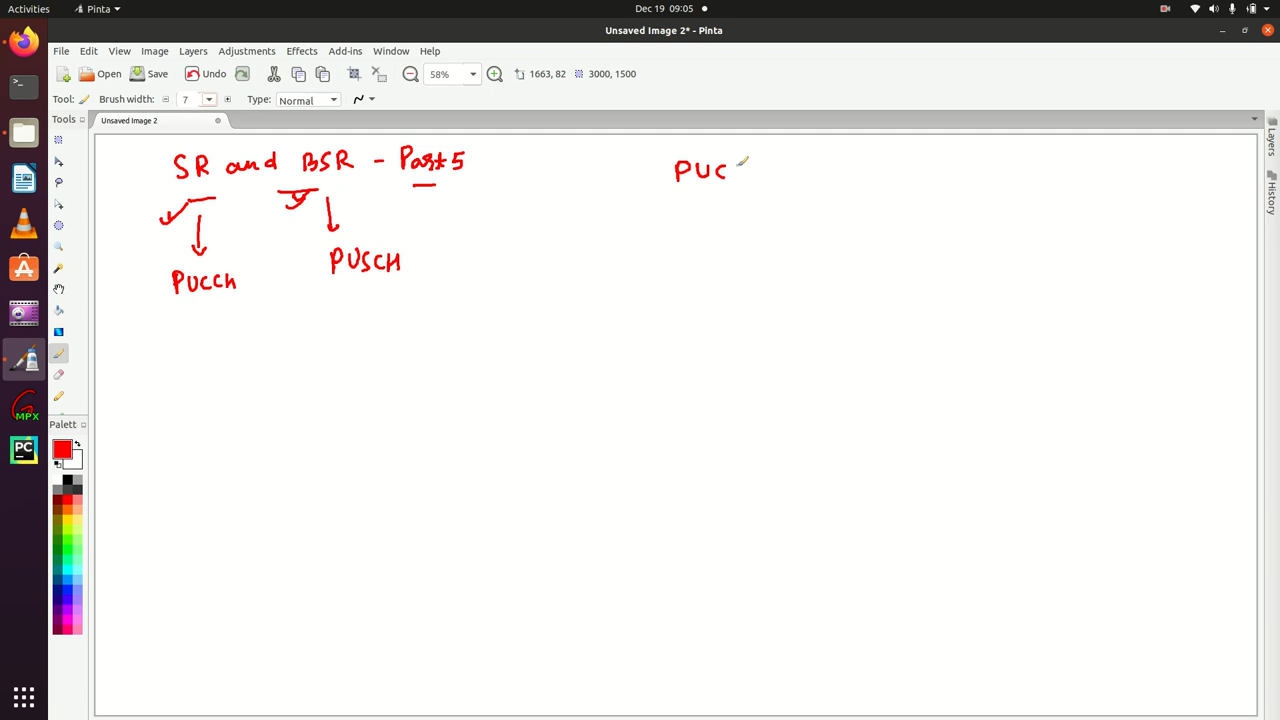 Activities
Pinta
Dec 19 09:05
Unsaved Image 2* - Pinta
File Edit View Image Layers Adjustments Effects Add-ins Window Help
Open Save Undo 58% 1663, 82 3000, 1500
Tool: Brush width: 7 Type: Normal
Tools
Unsaved Image 2
SR and BSR - Part 5
PUC
PUSCH
PUCCH
Layers
History
Palett
GMPX
PC